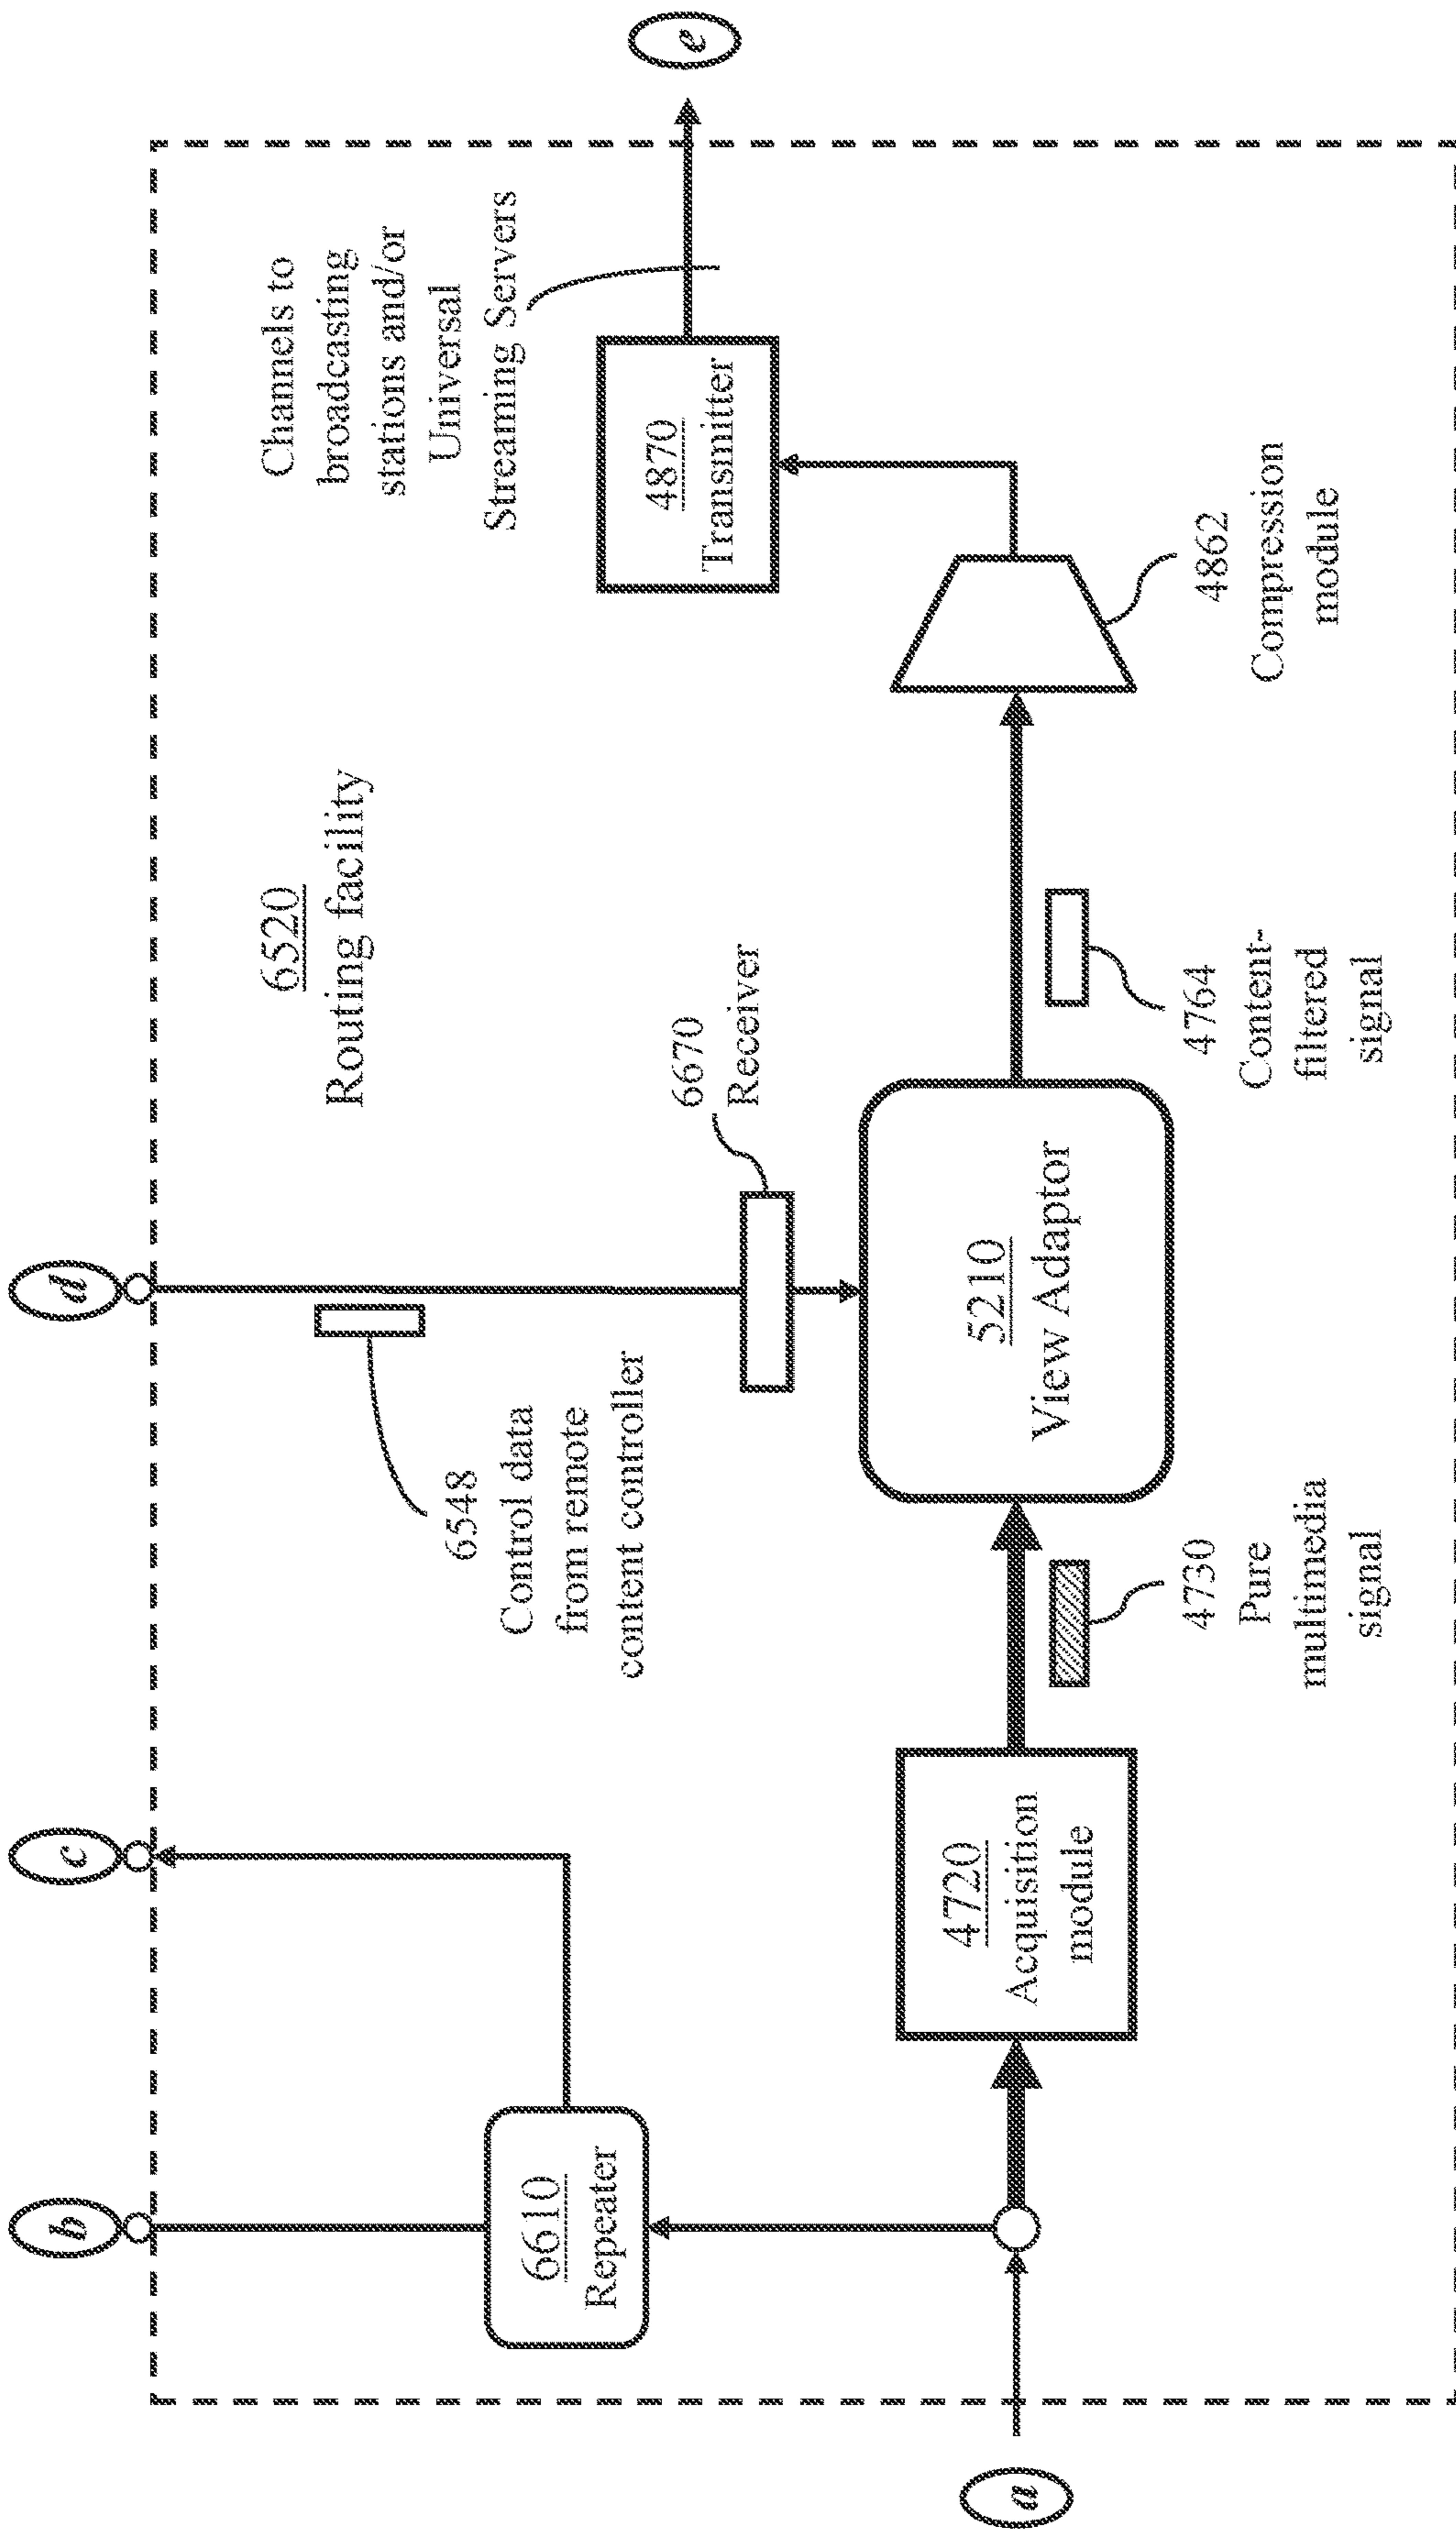 b
c
d
6520
Routing facility
Channels to
broadcasting
stations and/or
Universal
Streaming Servers
e
6548
Control data
from remote
content controller
6610
Repeater
6670
Receiver
4870
Transmitter
a
4720
Acquisition
module
5210
View Adaptor
4730
Pure
multimedia
signal
4764
Content-
filtered
signal
4862
Compression
module